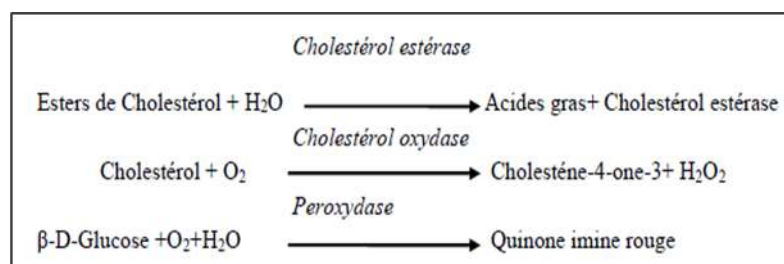 Cholestérol estérase
Esters de Cholestérol + H₂O Acides gras+ Cholestérol estérase
Cholestérol oxydase
Cholestérol + O₂ Cholesténe-4-one-3+ H₂O₂
Peroxydase
β-D-Glucose +O₂+H₂O Quinone imine rouge